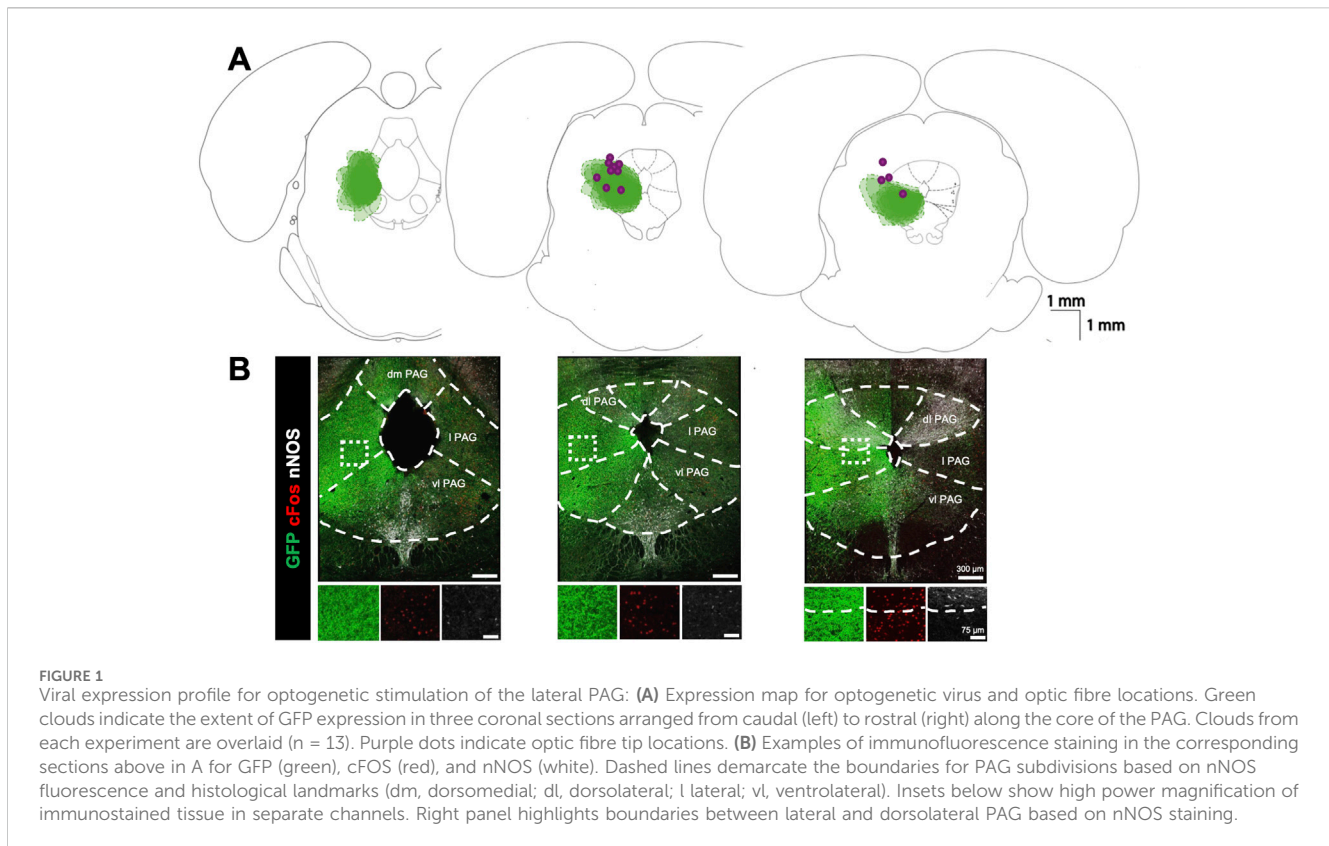 A
1 mm
1 mm
B
GFP cFos nNOS
dm PAG
l PAG
vl PAG
dl PAG
l PAG
vl PAG
dl PAG
l PAG
vl PAG
300 µm
75 µm
FIGURE 1
Viral expression profile for optogenetic stimulation of the lateral PAG: (A) Expression map for optogenetic virus and optic fibre locations. Green
clouds indicate the extent of GFP expression in three coronal sections arranged from caudal (left) to rostral (right) along the core of the PAG. Clouds from
each experiment are overlaid (n = 13). Purple dots indicate optic fibre tip locations. (B) Examples of immunofluorescence staining in the corresponding
sections above in A for GFP (green), cFOS (red), and nNOS (white). Dashed lines demarcate the boundaries for PAG subdivisions based on nNOS
fluorescence and histological landmarks (dm, dorsomedial; dl, dorsolateral; l lateral; vl, ventrolateral). Insets below show high power magnification of
immunostained tissue in separate channels. Right panel highlights boundaries between lateral and dorsolateral PAG based on nNOS staining.